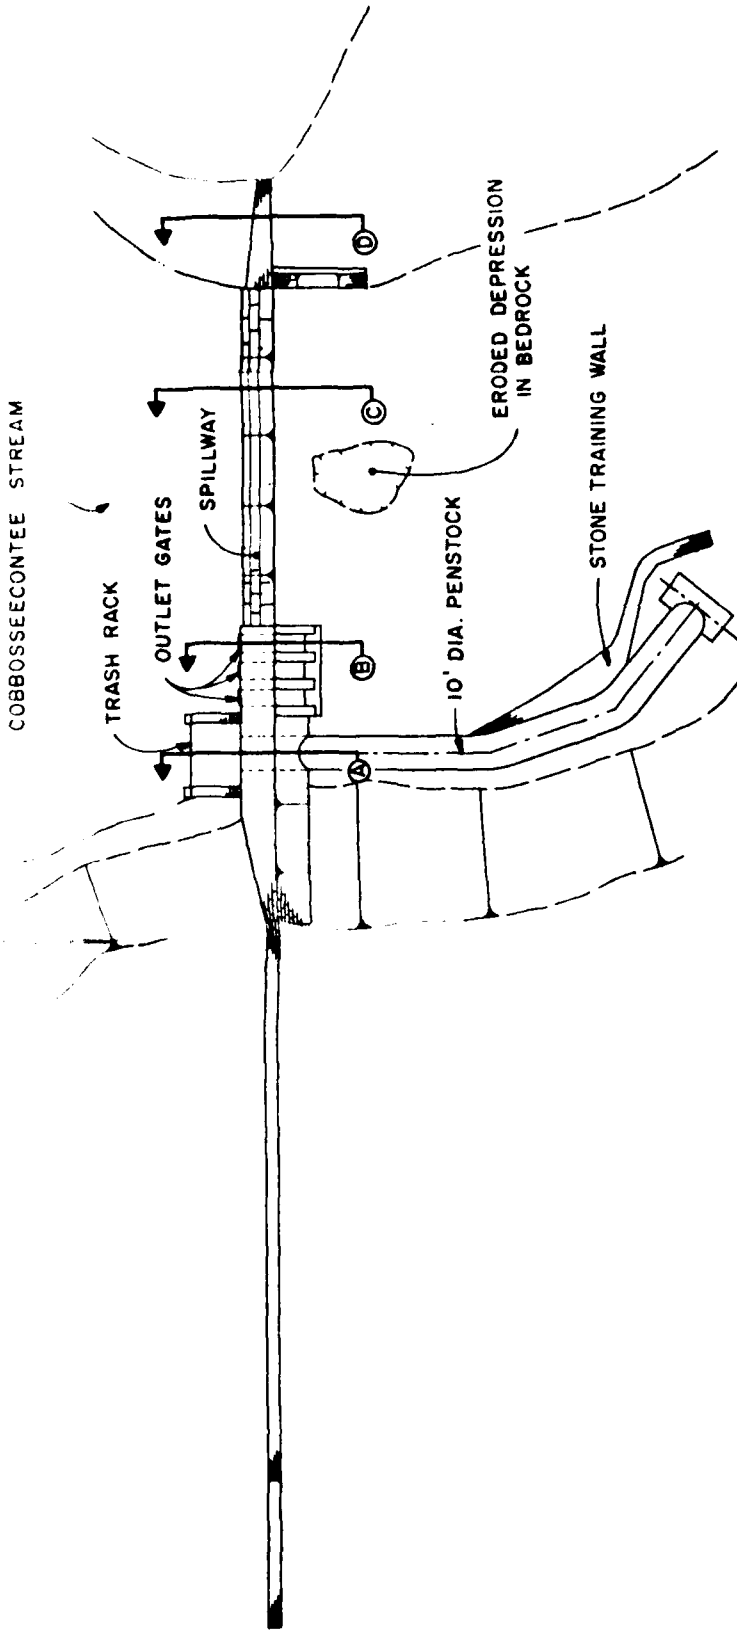 COBBOSSEECONTEE STREAM
TRASH RACK
OUTLET GATES
SPILLWAY
A
B
C
D
10' DIA. PENSTOCK
ERODED DEPRESSION
IN BEDROCK
STONE TRAINING WALL